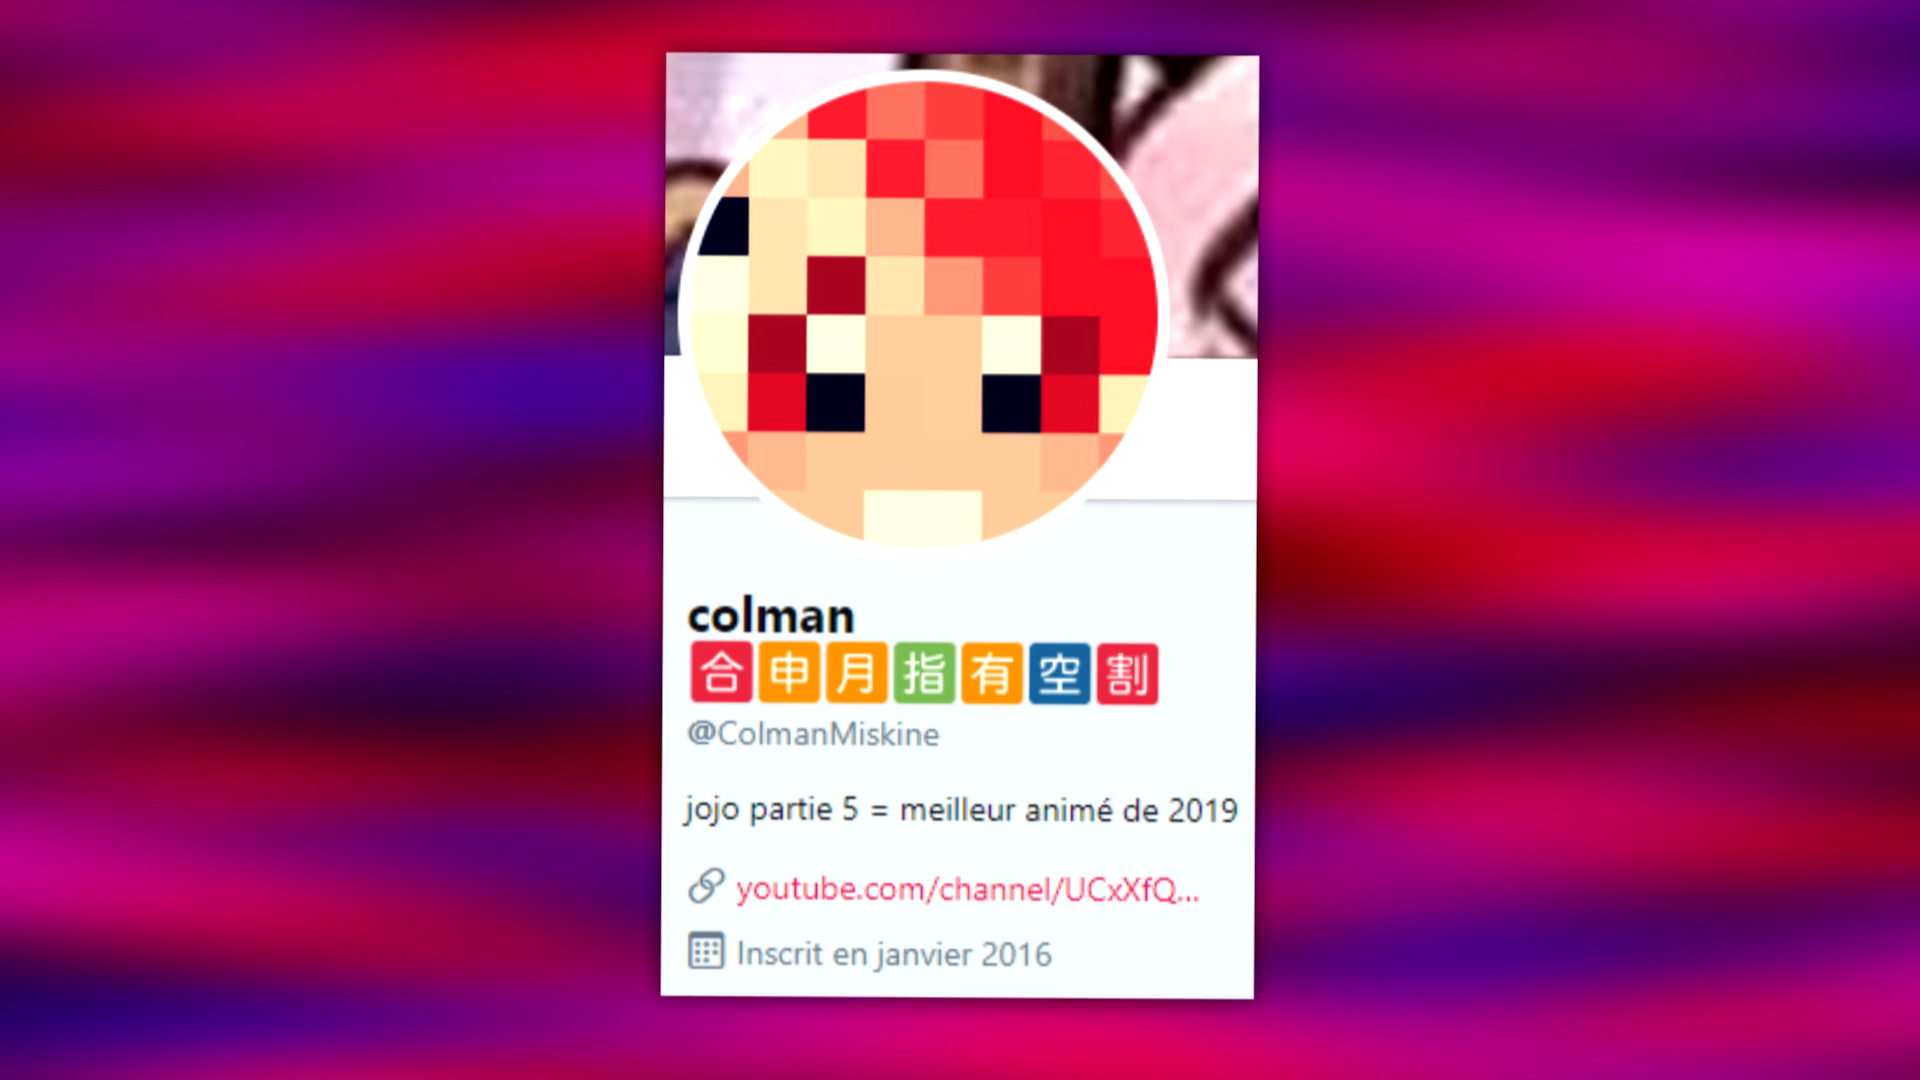 colman
🈴🈸🈷️🈯🈶🈳🈹
@ColmanMiskine
jojo partie 5 = meilleur animé de 2019
youtube.com/channel/UCxXfQ...
Inscrit en janvier 2016